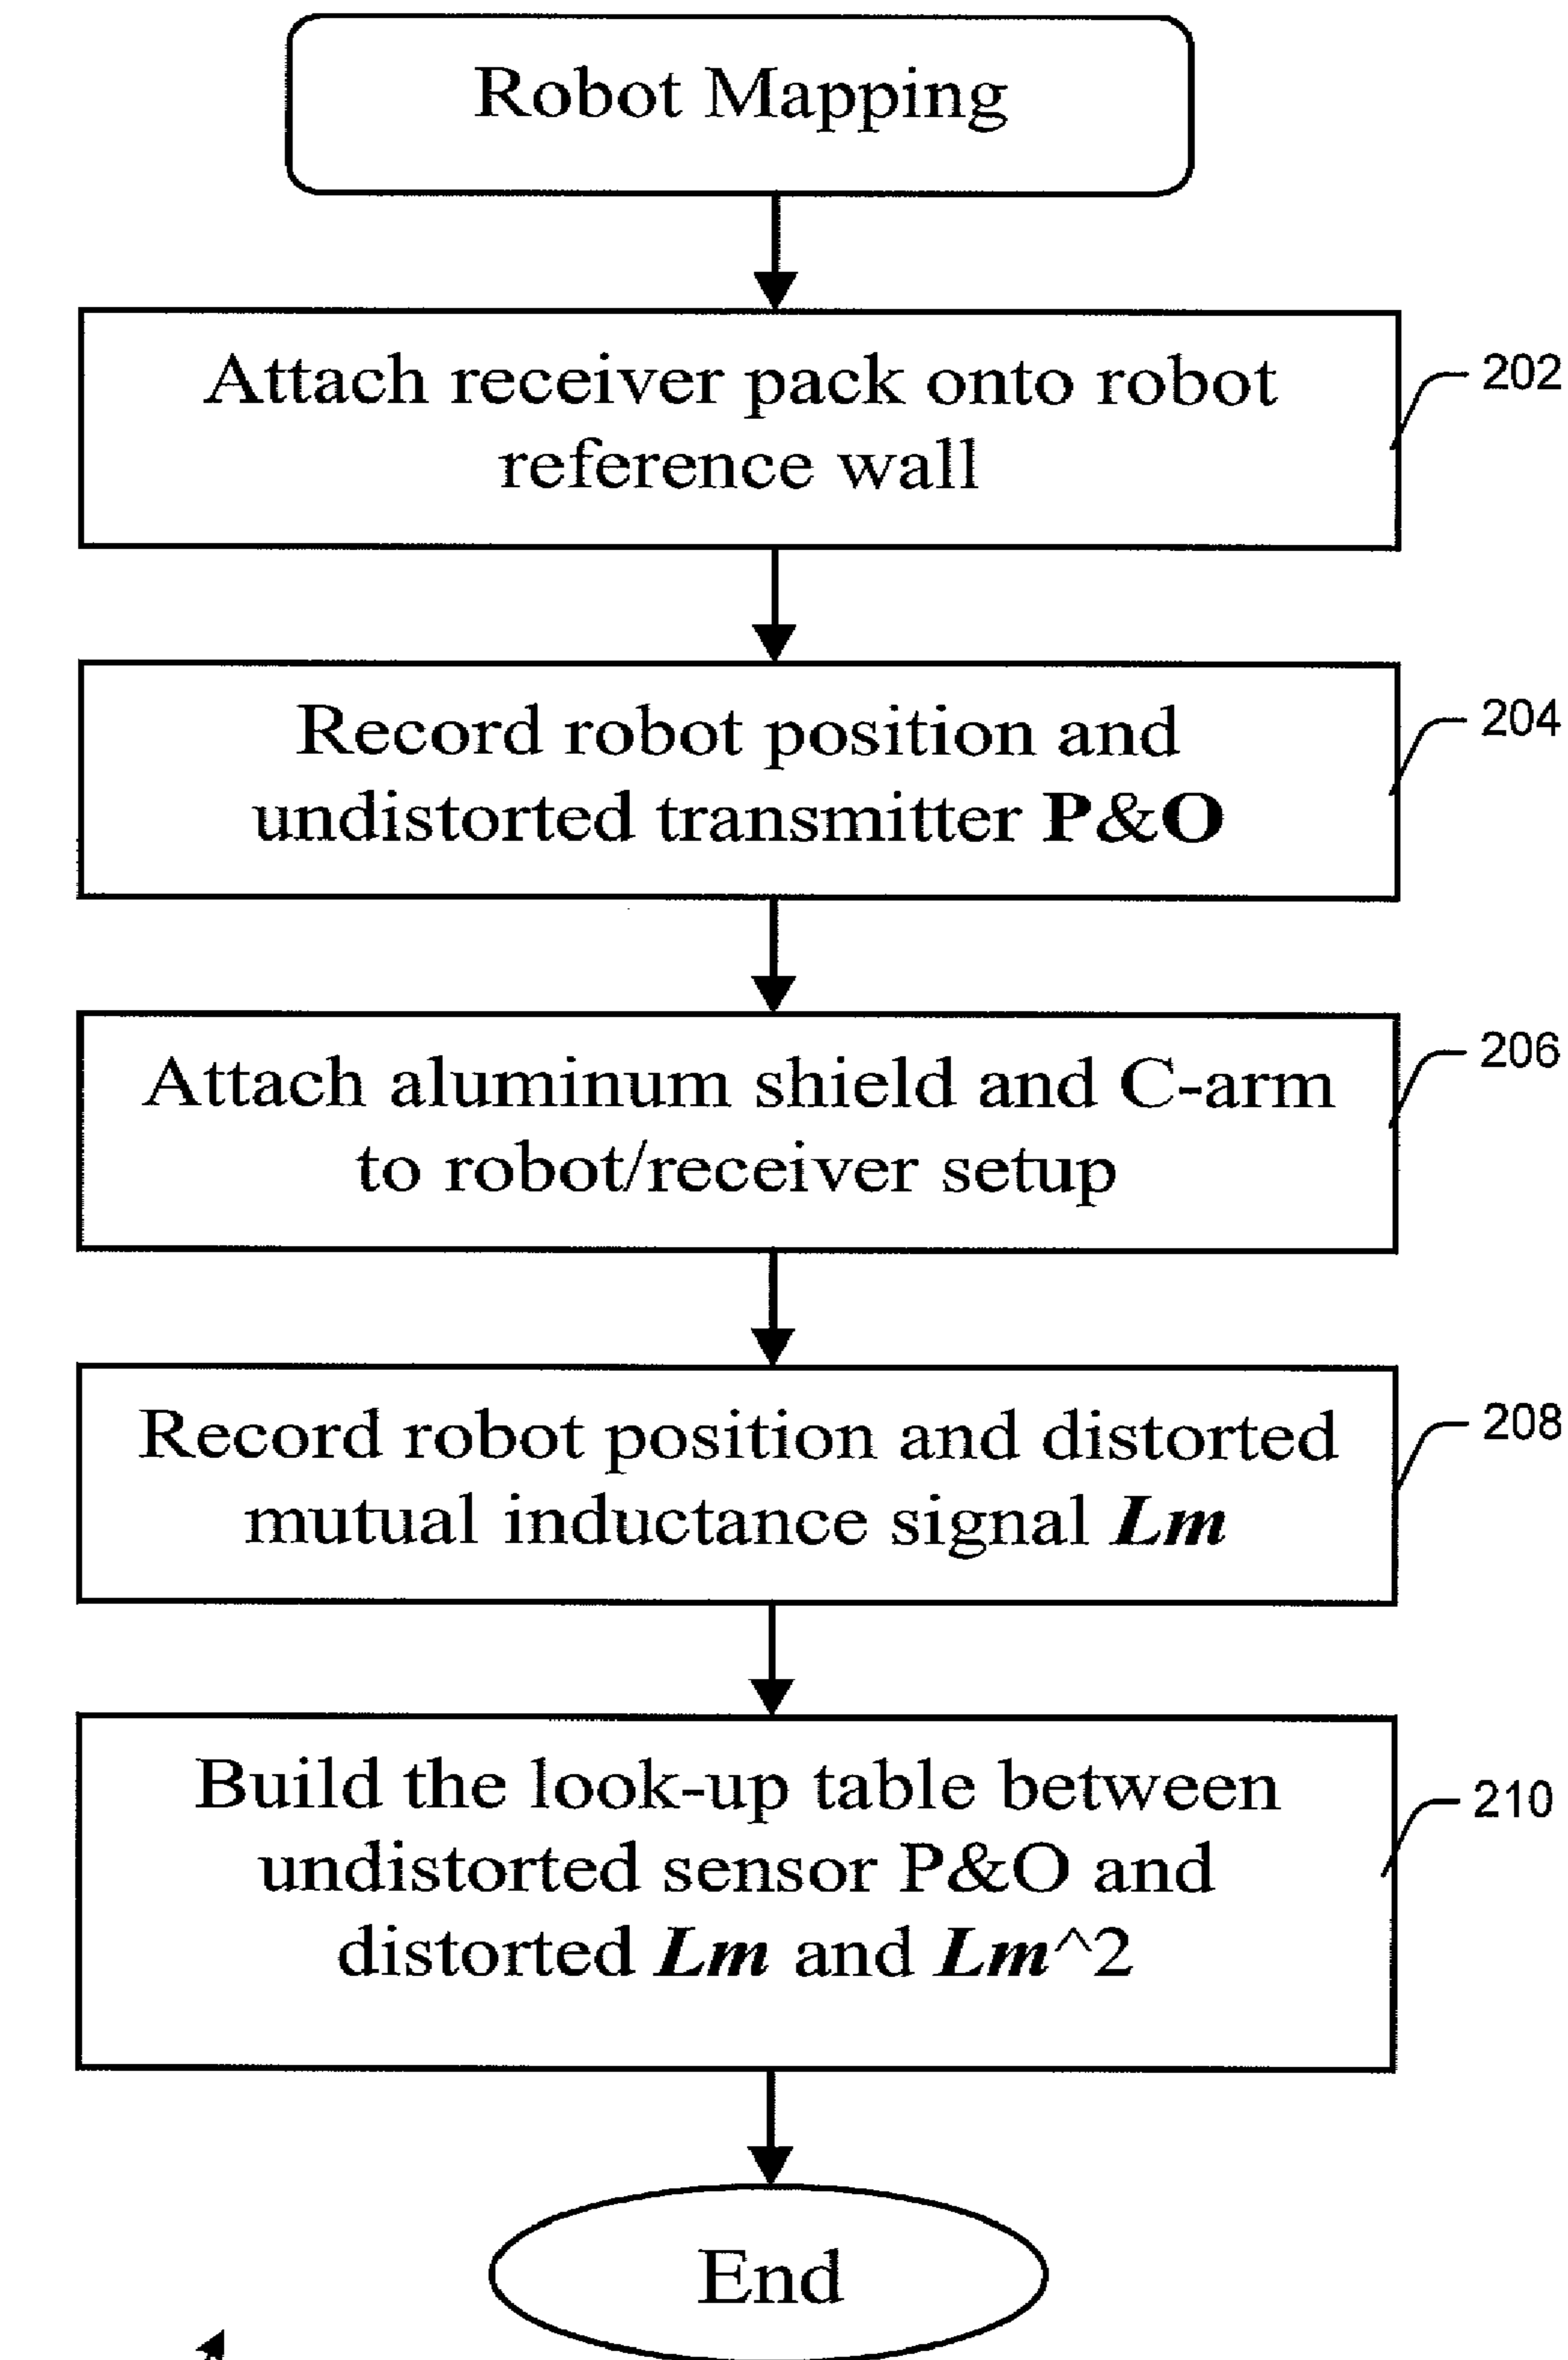 Robot Mapping
Attach receiver pack onto robot
reference wall
202
Record robot position and
undistorted transmitter P&O
204
Attach aluminum shield and C-arm
to robot/receiver setup
206
Record robot position and distorted
mutual inductance signal Lm
208
Build the look-up table between
undistorted sensor P&O and
distorted Lm and Lm^2
210
End